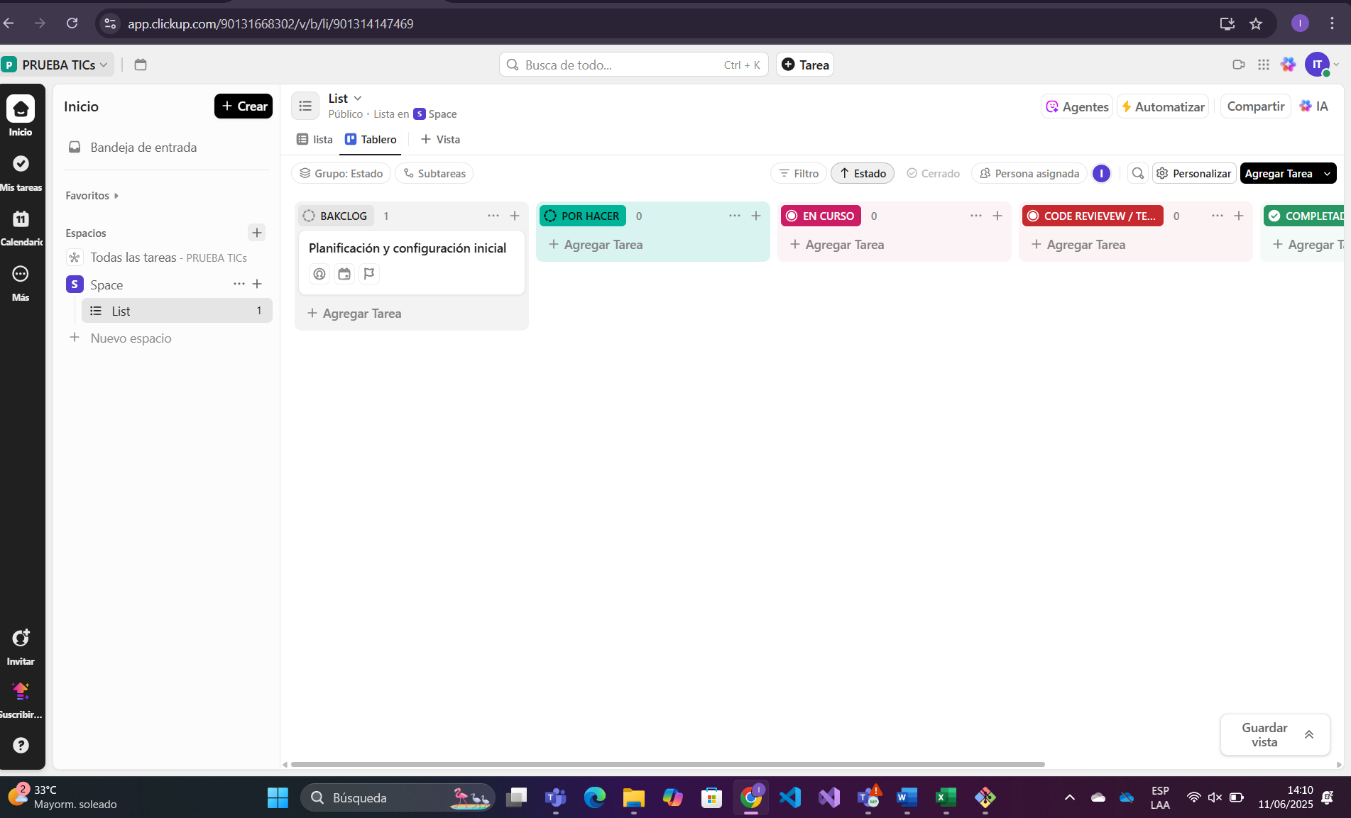 app.clickup.com/90131668302/v/b/li/901314147469
I
P PRUEBA TICs
Busca de todo... Ctrl + K
Tarea
IT
Inicio
Mis tareas
11
Calendaric
Más
Invitar
Suscribir...
?
Inicio
+ Crear
Bandeja de entrada
Favoritos
Espacios
Todas las tareas - PRUEBA TICs
S Space
List 1
+ Nuevo espacio
List
Público · Lista en S Space
Agentes
Automatizar
Compartir
IA
lista
Tablero
+ Vista
Grupo: Estado
Subtareas
Filtro
Estado
Cerrado
Persona asignada
I
Personalizar
Agregar Tarea
BAKCLOG 1
Planificación y configuración inicial
+ Agregar Tarea
POR HACER 0
+ Agregar Tarea
EN CURSO 0
+ Agregar Tarea
CODE REVIEVEW / TE... 0
+ Agregar Tarea
COMPLETAD
+ Agregar T
Guardar
vista
2
33°C
Mayorm. soleado
Búsqueda
ESP
LAA
14:10
11/06/2025